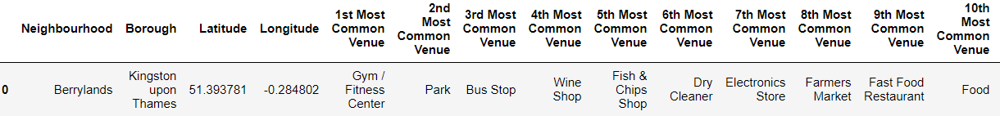 Neighbourhood Borough Latitude Longitude 1st Most Common Venue 2nd Most Common Venue 3rd Most Common Venue 4th Most Common Venue 5th Most Common Venue 6th Most Common Venue 7th Most Common Venue 8th Most Common Venue 9th Most Common Venue 10th Most Common Venue
0 Berrylands Kingston upon Thames 51.393781 -0.284802 Gym / Fitness Center Park Bus Stop Wine Shop Fish & Chips Shop Dry Cleaner Electronics Store Farmers Market Fast Food Restaurant Food